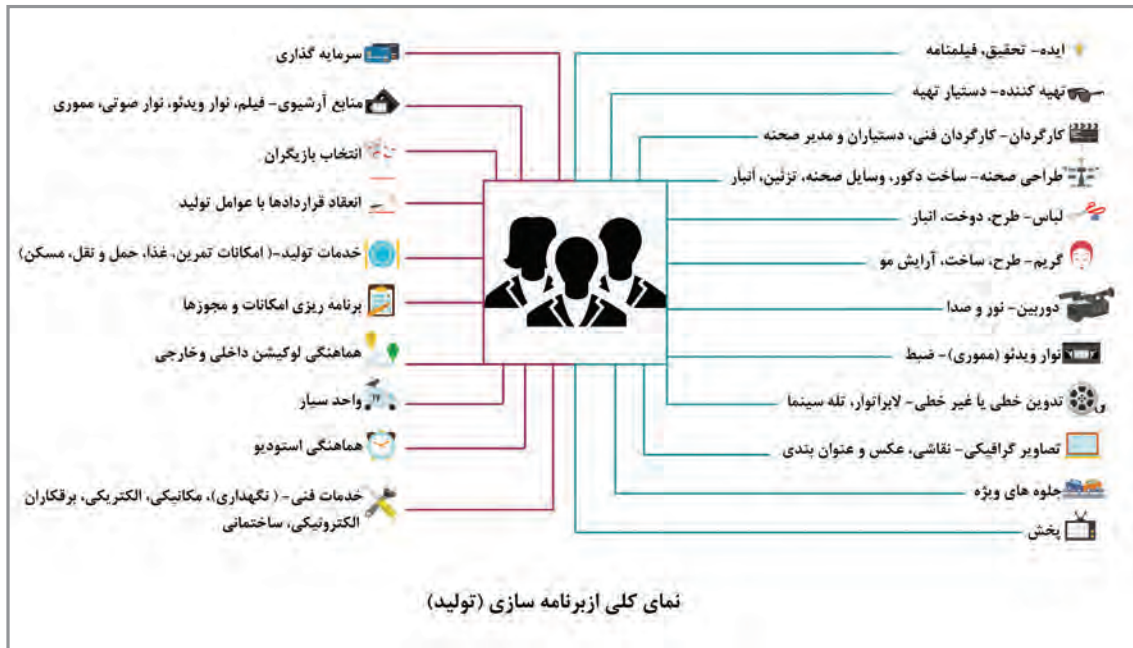 ایده- تحقیق، فیلمنامه
تهیه کننده- دستیار تهیه
کارگردان- کارگردان فنی، دستیاران و مدیر صحنه
طراحی صحنه- ساخت دکور، وسایل صحنه، تزئین، انبار
لباس- طرح، دوخت، انبار
گریم- طرح، ساخت، آرایش مو
دوربین- نور و صدا
نوار ویدئو (مموری)- ضبط
تدوین خطی یا غیر خطی- لابراتوار، تله سینما
تصاویر گرافیکی- نقاشی، عکس و عنوان بندی
جلوه های ویژه
پخش
سرمایه گذاری
منابع آرشیوی- فیلم، نوار ویدئو، نوار صوتی، مموری
انتخاب بازیگران
انعقاد قراردادها با عوامل تولید
خدمات تولید-( امکانات تمرین، غذا، حمل و نقل، مسکن)
برنامه ریزی امکانات و مجوزها
هماهنگی لوکیشن داخلی وخارجی
واحد سیار
هماهنگی استودیو
خدمات فنی- ( نگهداری)، مکانیکی، الکتریکی، برقکاران
الکترونیکی، ساختمانی
نمای کلی ازبرنامه سازی (تولید)